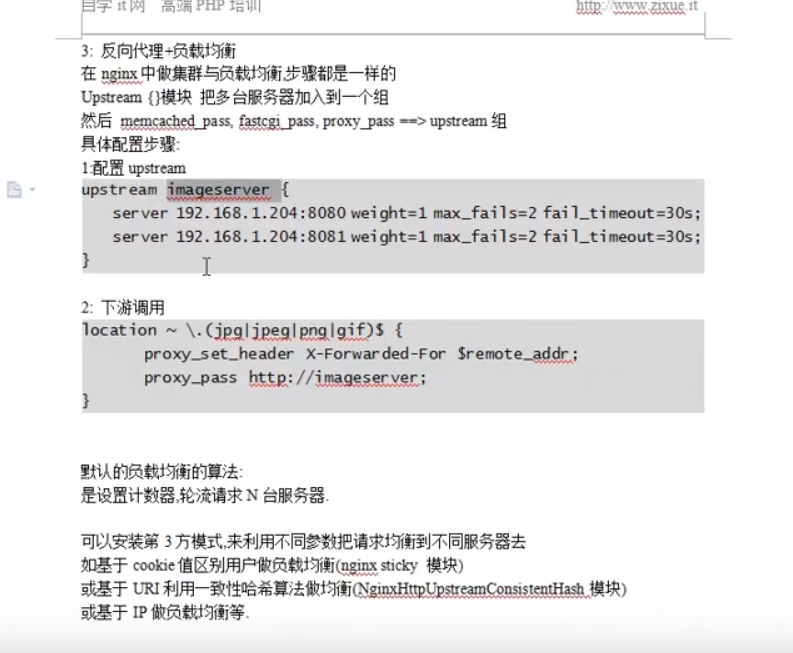 自学 it 网 高端 PHP 培训
http://www.zixue.it
3: 反向代理+负载均衡
在 nginx 中做集群与负载均衡,步骤都是一样的
Upstream {}模块 把多台服务器加入到一个组
然后 memcached_pass, fastcgi_pass, proxy_pass ==> upstream 组
具体配置步骤:
1:配置 upstream
upstream imageserver {
server 192.168.1.204:8080 weight=1 max_fails=2 fail_timeout=30s;
server 192.168.1.204:8081 weight=1 max_fails=2 fail_timeout=30s;
}
2: 下游调用
location ~ \.(jpg|jpeg|png|gif)$ {
proxy_set_header X-Forwarded-For $remote_addr;
proxy_pass http://imageserver;
}
默认的负载均衡的算法:
是设置计数器,轮流请求 N 台服务器.
可以安装第 3 方模式,来利用不同参数把请求均衡到不同服务器去
如基于 cookie 值区别用户做负载均衡(nginx sticky 模块)
或基于 URI 利用一致性哈希算法做均衡(NginxHttpUpstreamConsistentHash 模块)
或基于 IP 做负载均衡等.